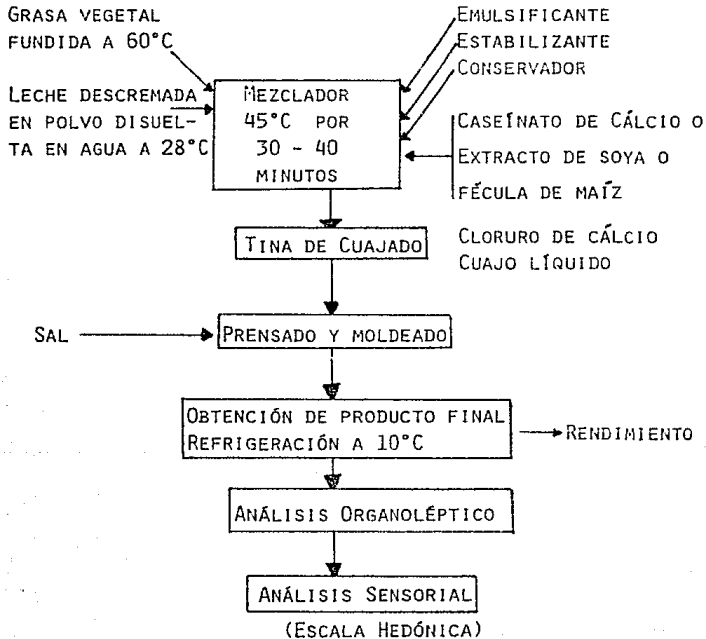 GRASA VEGETAL
FUNDIDA A 60°C
LECHE DESCREMADA
EN POLVO DISUEL-
TA EN AGUA A 28°C
EMULSIFICANTE
ESTABILIZANTE
CONSERVADOR
MEZCLADOR
45°C POR
30 - 40
MINUTOS
CASEÍNATO DE CÁLCIO O
EXTRACTO DE SOYA O
FÉCULA DE MAÍZ
TINA DE CUAJADO
CLORURO DE CÁLCIO
CUAJO LÍQUIDO
SAL
PRENSADO Y MOLDEADO
OBTENCIÓN DE PRODUCTO FINAL
REFRIGERACIÓN A 10°C
RENDIMIENTO
ANÁLISIS ORGANOLÉPTICO
ANÁLISIS SENSORIAL
(ESCALA HEDÓNICA)